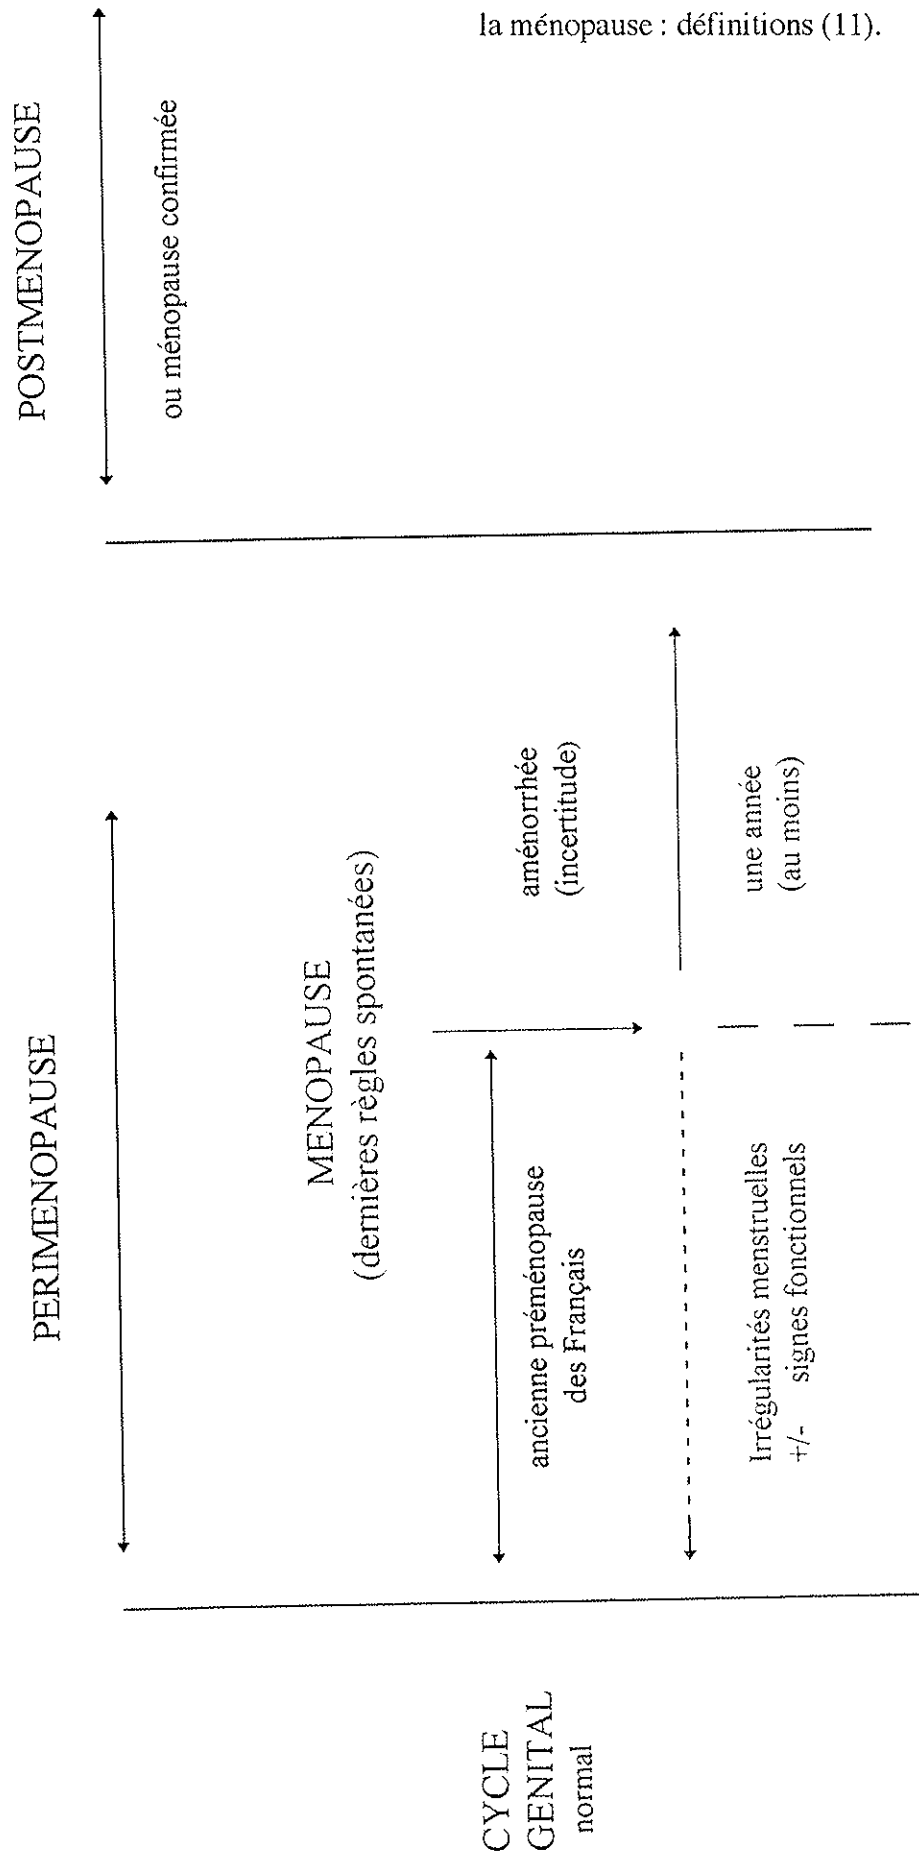 la ménopause : définitions (11).
CYCLE
GENITAL
normal
PERIMENOPAUSE
MENOPAUSE
(dernières règles spontanées)
ancienne préménopause
des Français
aménorrhée
(incertitude)
Irrégularités menstruelles
+/- signes fonctionnels
une année
(au moins)
POSTMENOPAUSE
ou ménopause confirmée